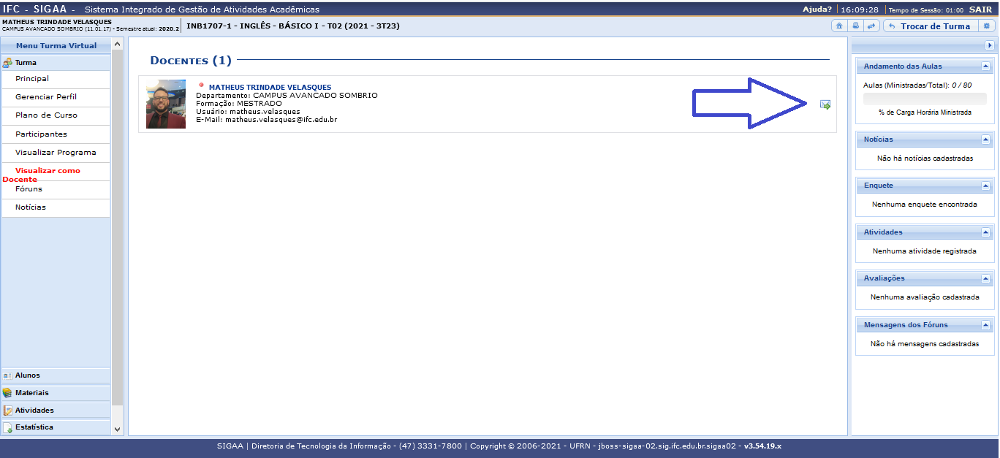 IFC - SIGAA - Sistema Integrado de Gestão de Atividades Acadêmicas
Ajuda? | 16:09:28 | Tempo de Sessão: 01:00 SAIR
MATHEUS TRINDADE VELASQUES
CAMPUS AVANCADO SOMBRIO (11.01.17) - Semestre atual: 2020.2
INB1707-1 - INGLÊS - BÁSICO I - T02 (2021 - 3T23)
Trocar de Turma
Menu Turma Virtual
Turma
Principal
Gerenciar Perfil
Plano de Curso
Participantes
Visualizar Programa
Visualizar como
Docente
Fóruns
Notícias
Alunos
Materiais
Atividades
Estatística
DOCENTES (1)
MATHEUS TRINDADE VELASQUES
Departamento: CAMPUS AVANCADO SOMBRIO
Formação: MESTRADO
Usuário: matheus.velasques
E-Mail: matheus.velasques@ifc.edu.br
Andamento das Aulas
Aulas (Ministradas/Total): 0 / 80
% de Carga Horária Ministrada
Notícias
Não há notícias cadastradas
Enquete
Nenhuma enquete encontrada
Atividades
Nenhuma atividade registrada
Avaliações
Nenhuma avaliação cadastrada
Mensagens dos Fóruns
Não há mensagens cadastradas
SIGAA | Diretoria de Tecnologia da Informação - (47) 3331-7800 | Copyright © 2006-2021 - UFRN - jboss-sigaa-02.sig.ifc.edu.br.sigaa02 - v3.54.19.x